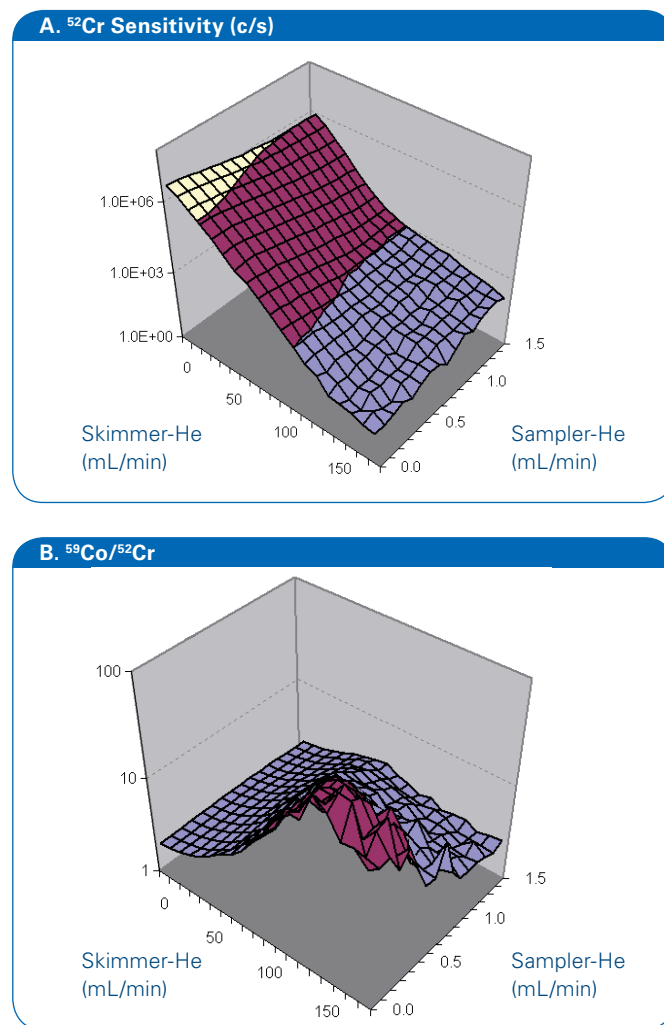 A. ⁵²Cr Sensitivity (c/s)
1.0E+06
1.0E+03
1.0E+00
0
50
100
150
0.0
0.5
1.0
1.5
Skimmer-He
(mL/min)
Sampler-He
(mL/min)
B. ⁵⁹Co/⁵²Cr
100
10
1
0
50
100
150
0.0
0.5
1.0
1.5
Skimmer-He
(mL/min)
Sampler-He
(mL/min)